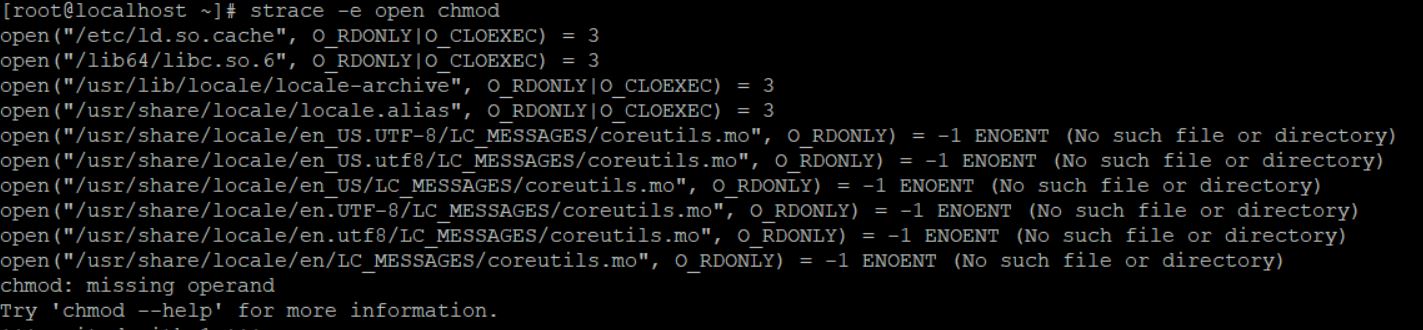 [root@localhost ~]# strace -e open chmod
open("/etc/ld.so.cache", O_RDONLY|O_CLOEXEC) = 3
open("/lib64/libc.so.6", O_RDONLY|O_CLOEXEC) = 3
open("/usr/lib/locale/locale-archive", O_RDONLY|O_CLOEXEC) = 3
open("/usr/share/locale/locale.alias", O_RDONLY|O_CLOEXEC) = 3
open("/usr/share/locale/en_US.UTF-8/LC_MESSAGES/coreutils.mo", O_RDONLY) = -1 ENOENT (No such file or directory)
open("/usr/share/locale/en_US.utf8/LC_MESSAGES/coreutils.mo", O_RDONLY) = -1 ENOENT (No such file or directory)
open("/usr/share/locale/en_US/LC_MESSAGES/coreutils.mo", O_RDONLY) = -1 ENOENT (No such file or directory)
open("/usr/share/locale/en.UTF-8/LC_MESSAGES/coreutils.mo", O_RDONLY) = -1 ENOENT (No such file or directory)
open("/usr/share/locale/en.utf8/LC_MESSAGES/coreutils.mo", O_RDONLY) = -1 ENOENT (No such file or directory)
open("/usr/share/locale/en/LC_MESSAGES/coreutils.mo", O_RDONLY) = -1 ENOENT (No such file or directory)
chmod: missing operand
Try 'chmod --help' for more information.